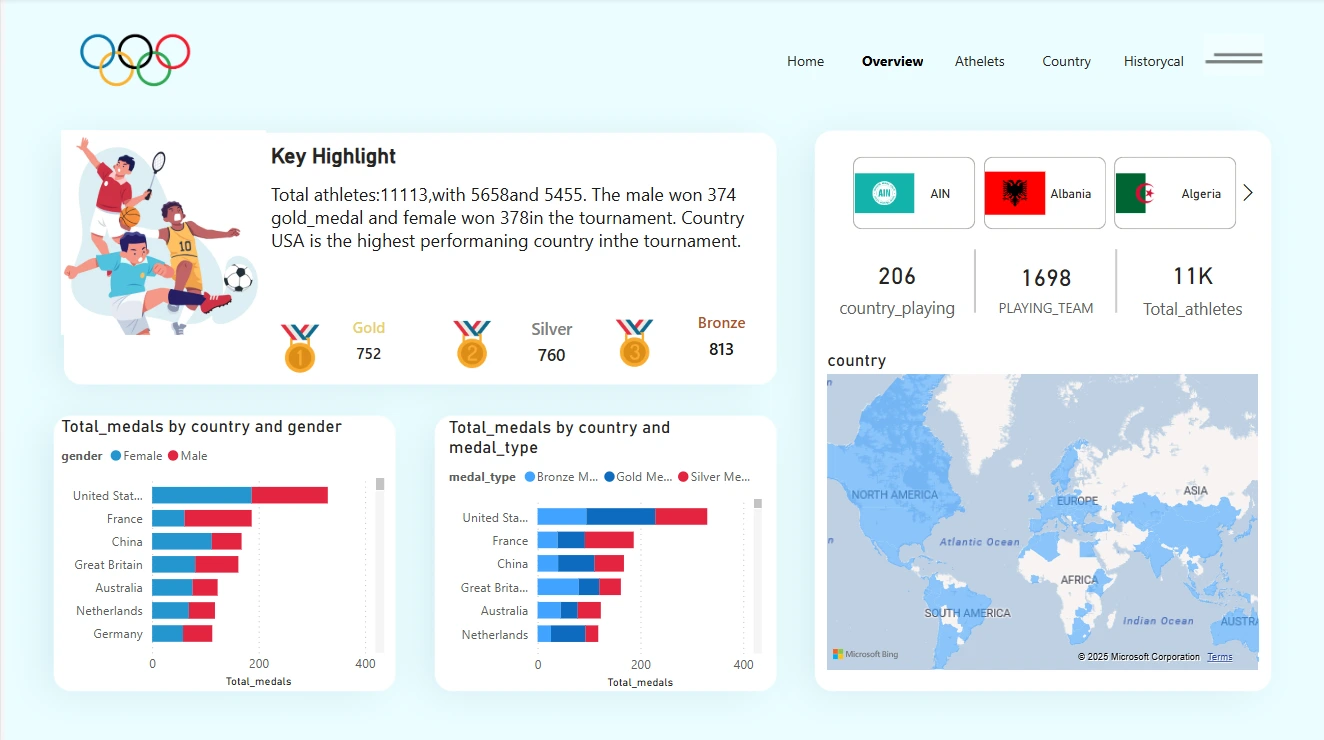 Home
Overview
Athelets
Country
Historycal
Key Highlight
Total athletes:11113,with 5658and 5455. The male won 374
gold_medal and female won 378in the tournament. Country
USA is the highest performaning country inthe tournament.
10
1
Gold
752
2
Silver
760
3
Bronze
813
AIN
AIN
Albania
Algeria
206
country_playing
1698
PLAYING_TEAM
11K
Total_athletes
country
NORTH AMERICA
EUROPE
ASIA
Atlantic Ocean
AFRICA
SOUTH AMERICA
Indian Ocean
AUSTRA
n
n
Microsoft Bing
© 2025 Microsoft Corporation Terms
Total_medals by country and gender
gender Female Male
United Stat...
France
China
Great Britain
Australia
Netherlands
Germany
0 200 400
Total_medals
Total_medals by country and
medal_type
medal_type Bronze M... Gold Me... Silver Me...
United Sta...
France
China
Great Brita...
Australia
Netherlands
0 200 400
Total_medals